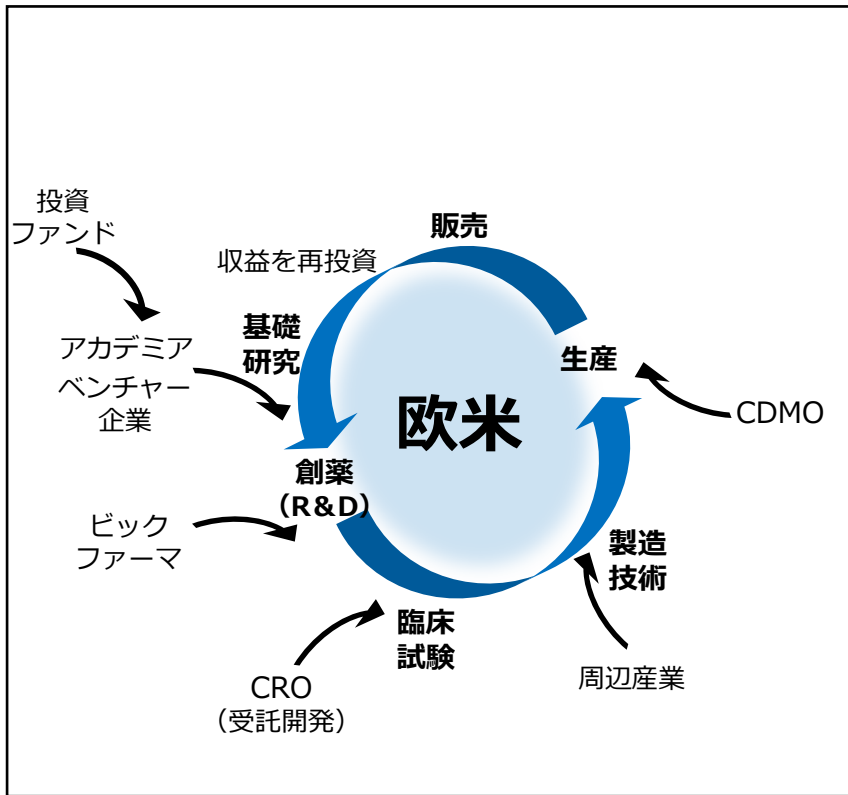 投資
ファンド
販売
収益を再投資
基礎
研究
アカデミア
ベンチャー
企業
生産
CDMO
欧米
創薬
（R&D）
ビック
ファーマ
製造
技術
臨床
試験
CRO
（受託開発）
周辺産業